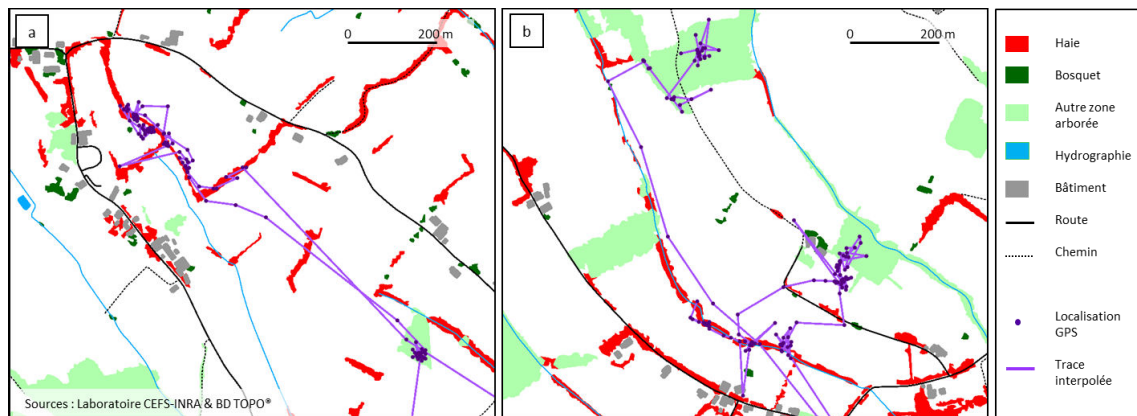 a
0 200 m
Sources : Laboratoire CEFS-INRA & BD TOPO®
b
0 200 m
Haie
Bosquet
Autre zone
arborée
Hydrographie
Bâtiment
Route
Chemin
Localisation
GPS
Trace
interpolée